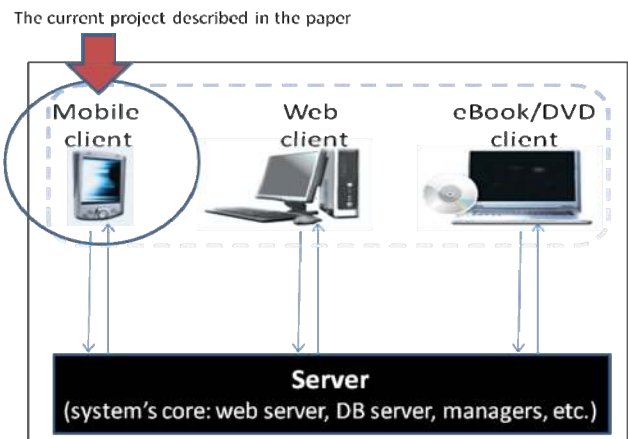 The current project described in the paper
Mobile
client
Web
client
eBook/DVD
client
Server
(system's core: web server, DB server, managers, etc.)